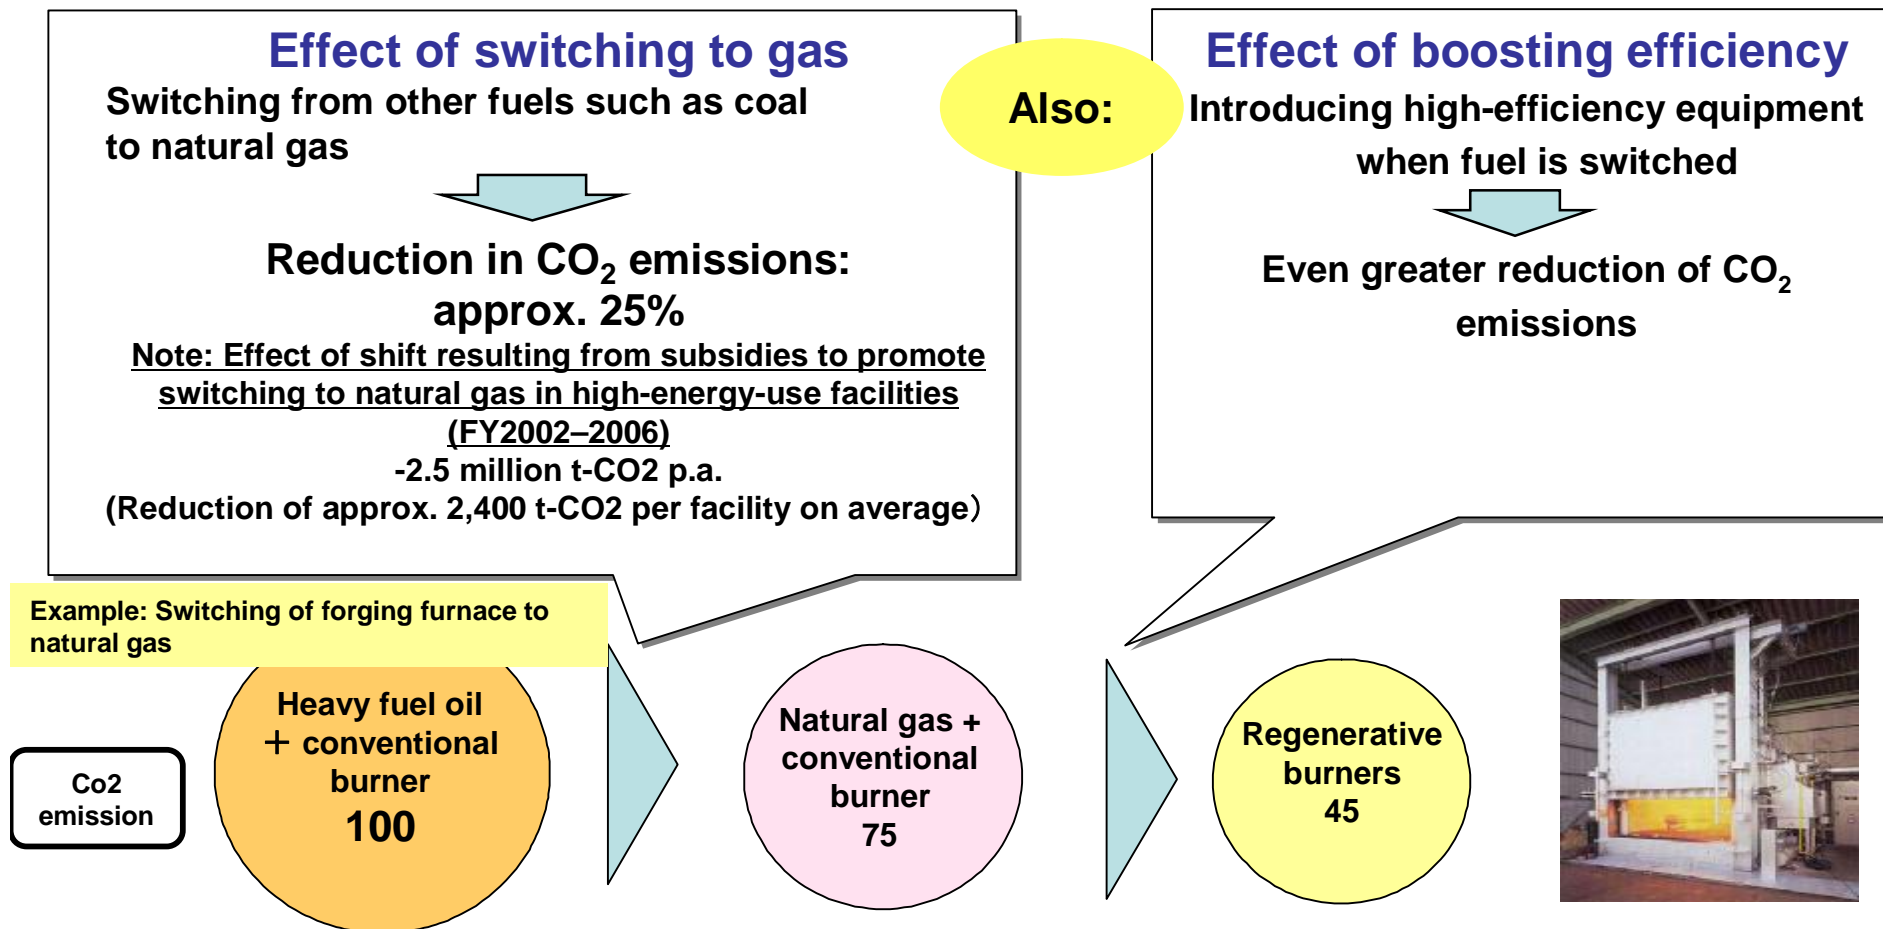 Effect of switching to gas
Switching from other fuels such as coal
to natural gas
Reduction in CO₂ emissions:
approx. 25%
Note: Effect of shift resulting from subsidies to promote
switching to natural gas in high-energy-use facilities
(FY2002–2006)
-2.5 million t-CO2 p.a.
(Reduction of approx. 2,400 t-CO2 per facility on average）
Also:
Effect of boosting efficiency
Introducing high-efficiency equipment
when fuel is switched
Even greater reduction of CO₂
emissions
Example: Switching of forging furnace to
natural gas
Co2
emission
Heavy fuel oil
＋ conventional
burner
100
Natural gas +
conventional
burner
75
Regenerative
burners
45